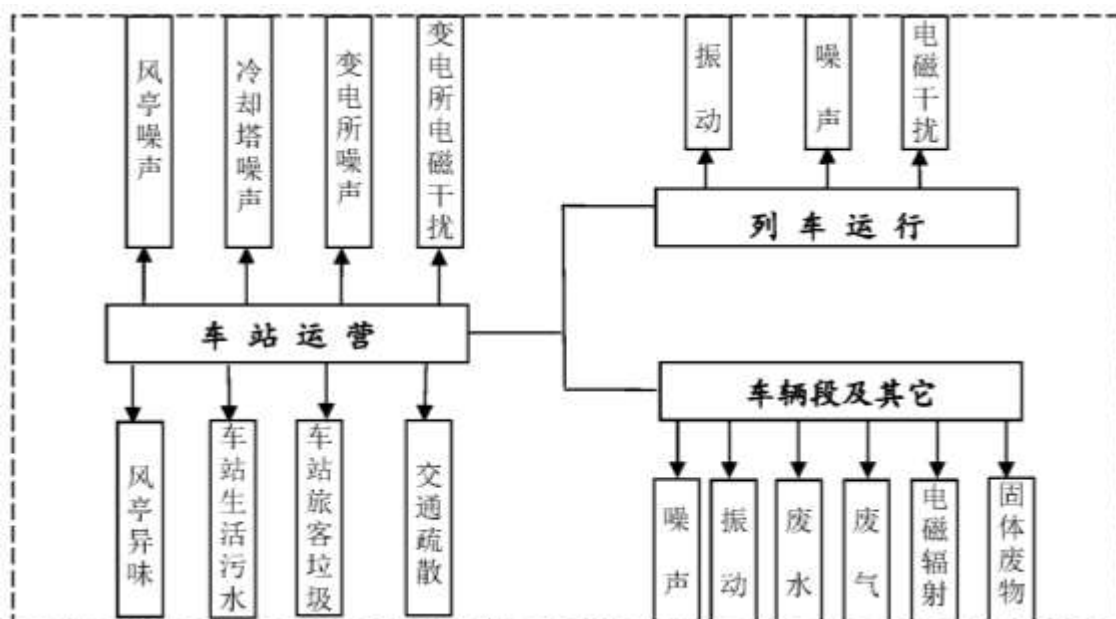 风亭噪声
冷却塔噪声
变电所噪声
变电所电磁干扰
振动
噪声
电磁干扰
列车运行
车站运营
车辆段及其它
风亭异味
车站生活污水
车站旅客垃圾
交通疏散
噪声
振动
废水
废气
电磁辐射
固体废物